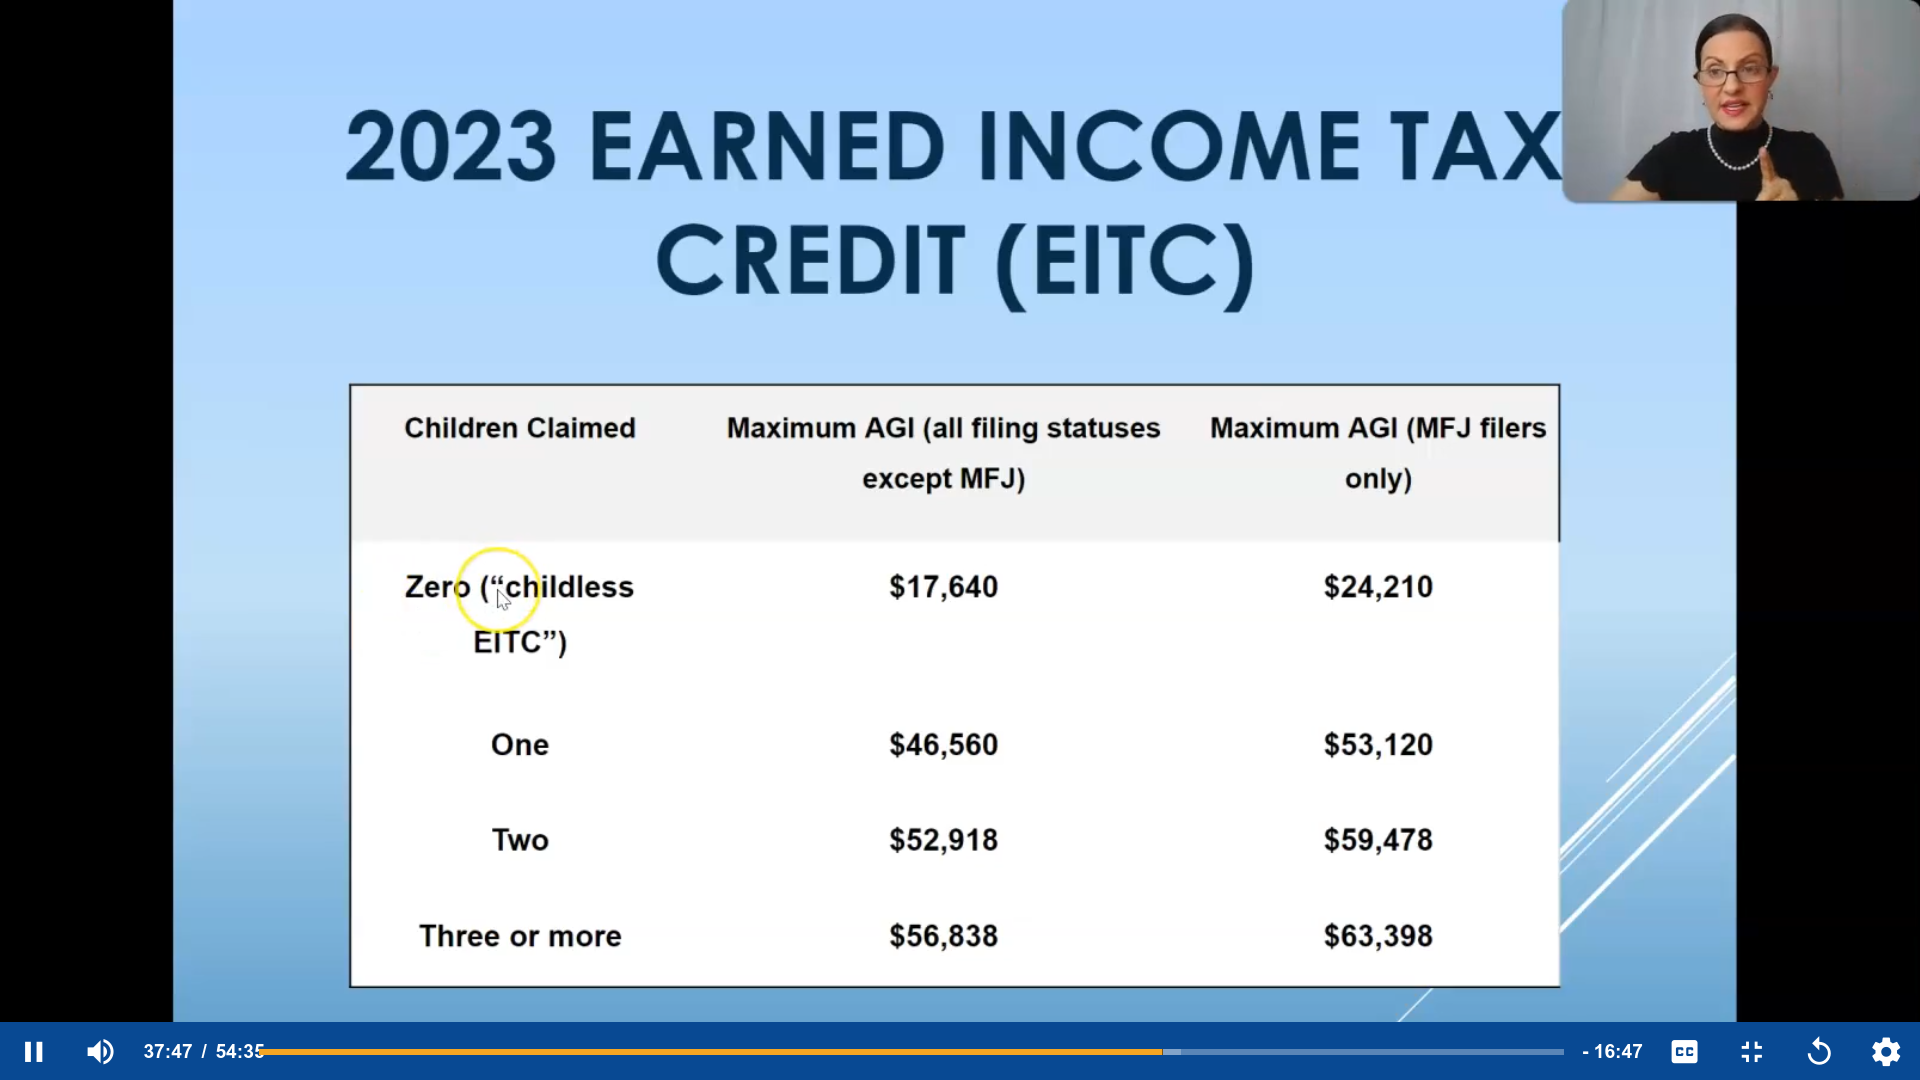 2023 EARNED INCOME TAX
CREDIT (EITC)
Children Claimed
Maximum AGI (all filing statuses
except MFJ)
Maximum AGI (MFJ filers
only)
Zero (“childless
EITC”)
$17,640
$24,210
One
$46,560
$53,120
Two
$52,918
$59,478
Three or more
$56,838
$63,398
37:47 / 54:35
- 16:47
CC